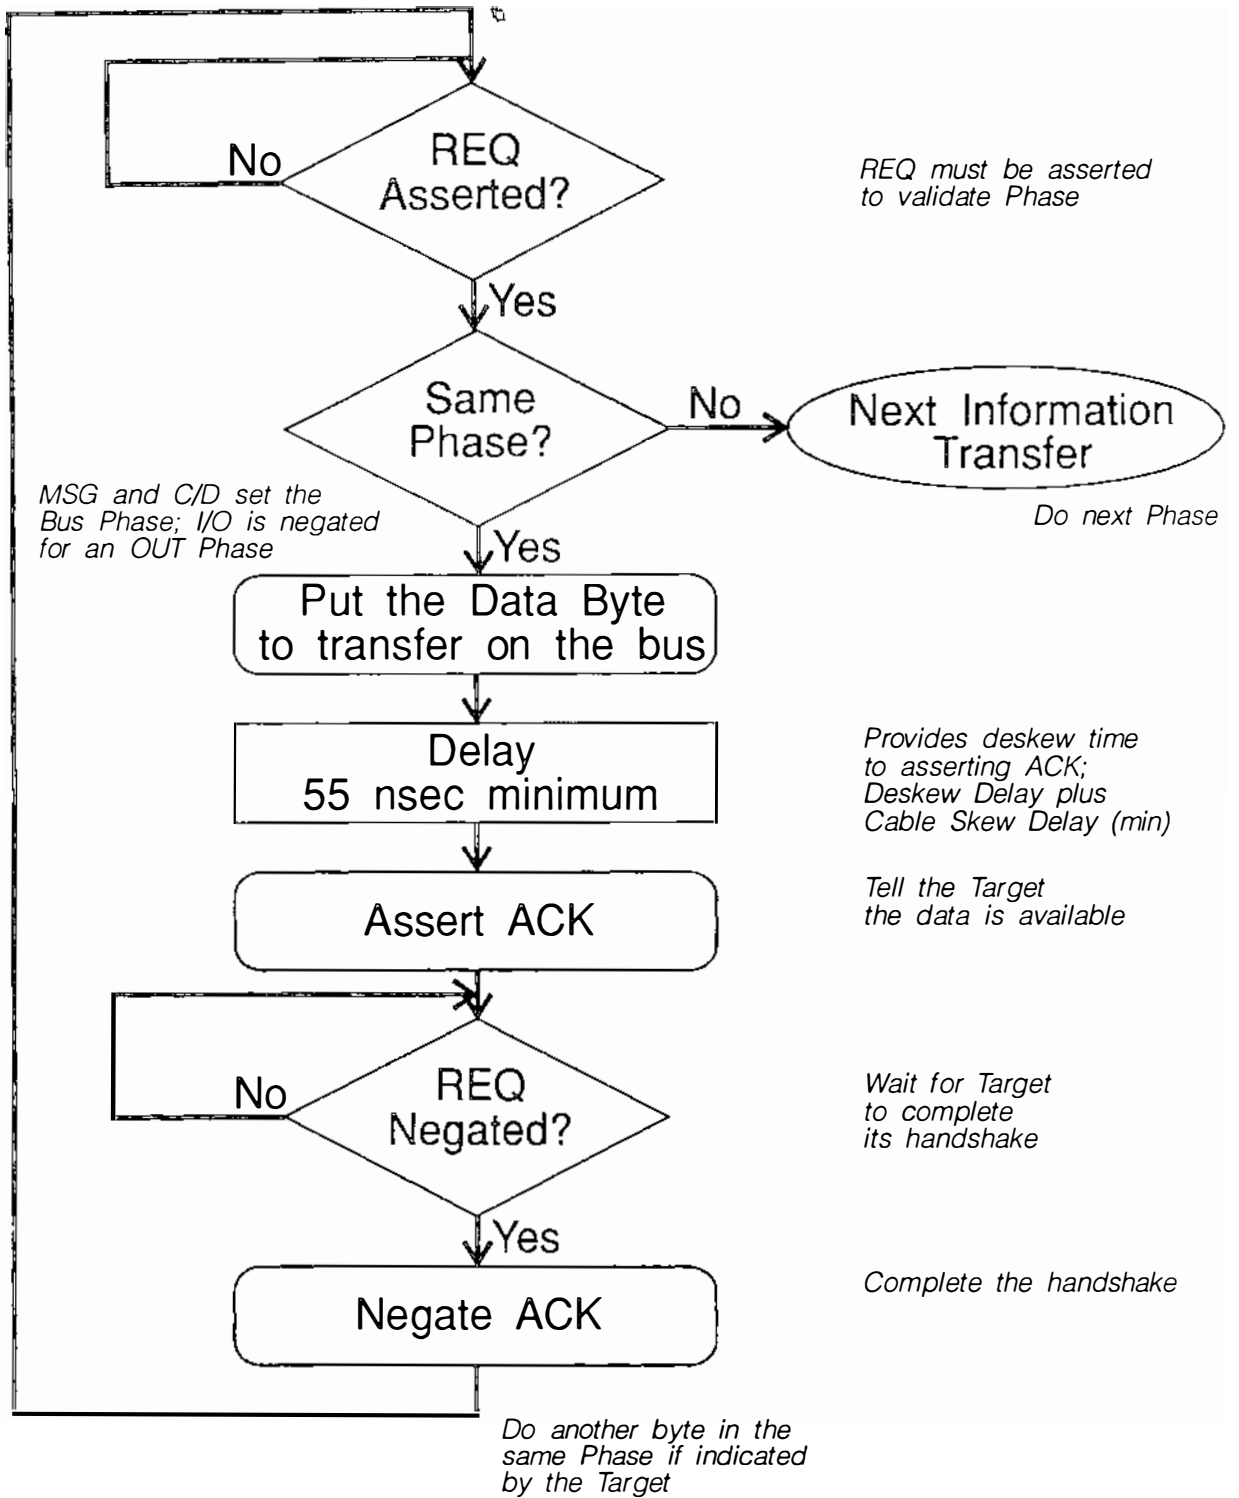 REQ
Asserted?
No
REQ must be asserted
to validate Phase
Yes
Same
Phase?
No
Next Information
Transfer
MSG and C/D set the
Bus Phase; I/O is negated
for an OUT Phase
Do next Phase
Yes
Put the Data Byte
to transfer on the bus
Delay
55 nsec minimum
Provides deskew time
to asserting ACK;
Deskew Delay plus
Cable Skew Delay (min)
Assert ACK
Tell the Target
the data is available
REQ
Negated?
No
Wait for Target
to complete
its handshake
Yes
Negate ACK
Complete the handshake
Do another byte in the
same Phase if indicated
by the Target